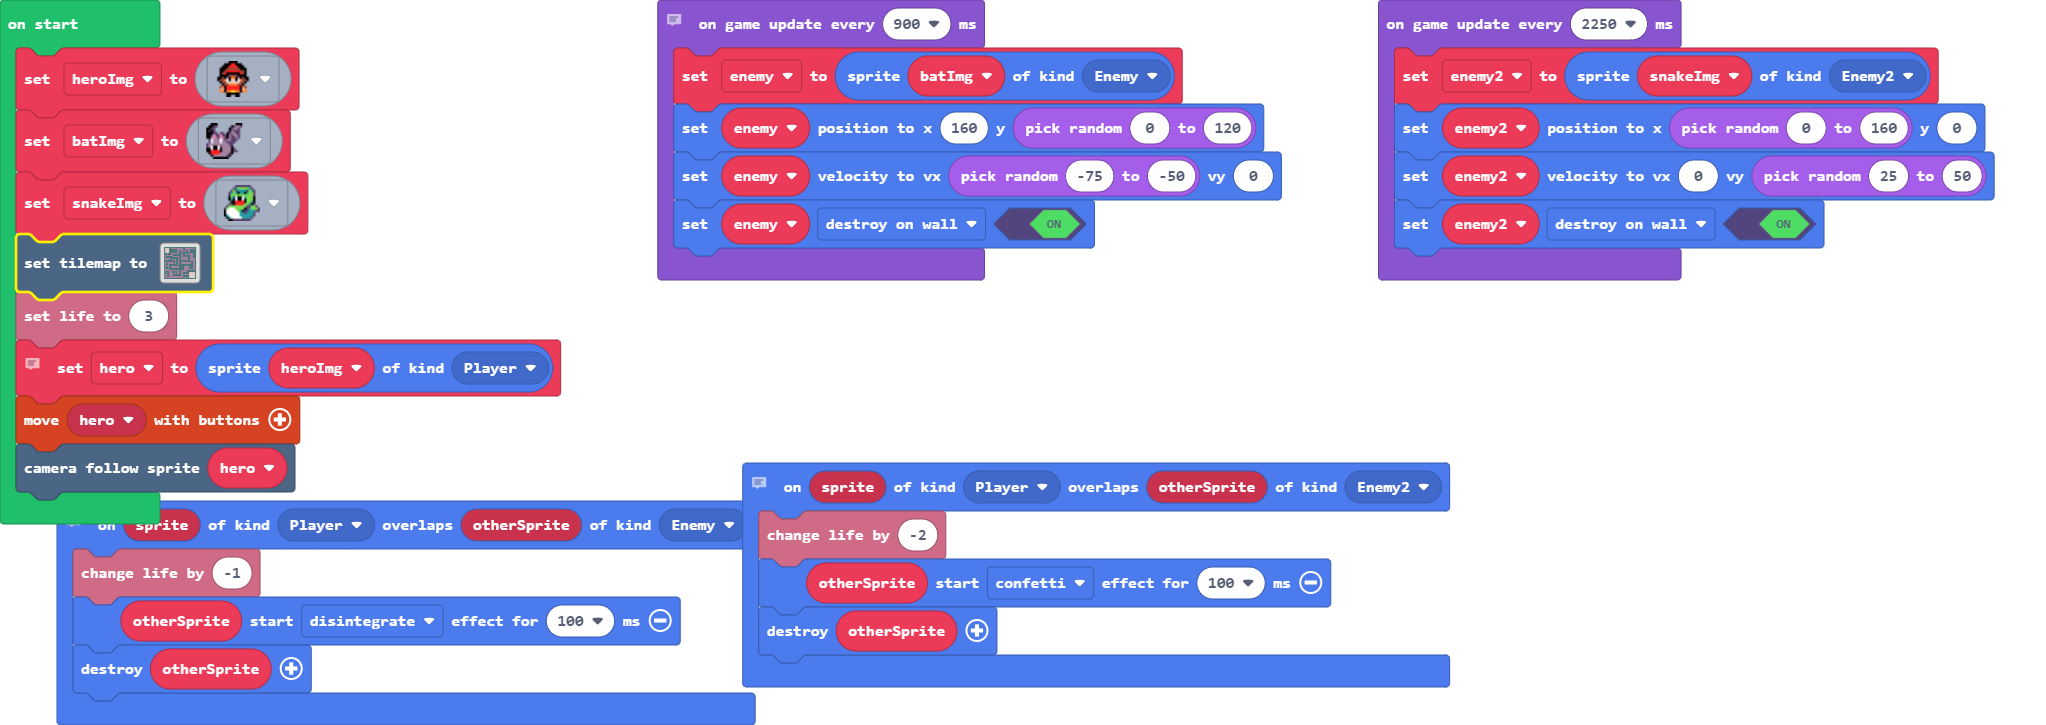 on start
set heroImg to
set batImg to
set snakeImg to
set tilemap to
set life to 3
set hero to sprite heroImg of kind Player
move hero with buttons
camera follow sprite hero
on game update every 900 ms
set enemy to sprite batImg of kind Enemy
set enemy position to x 160 y pick random 0 to 120
set enemy velocity to vx pick random -75 to -50 vy 0
set enemy destroy on wall ON
on game update every 2250 ms
set enemy2 to sprite snakeImg of kind Enemy2
set enemy2 position to x pick random 0 to 160 y 0
set enemy2 velocity to vx 0 vy pick random 25 to 50
set enemy2 destroy on wall ON
on sprite of kind Player overlaps otherSprite of kind Enemy
change life by -1
otherSprite start disintegrate effect for 100 ms
destroy otherSprite
on sprite of kind Player overlaps otherSprite of kind Enemy2
change life by -2
otherSprite start confetti effect for 100 ms
destroy otherSprite